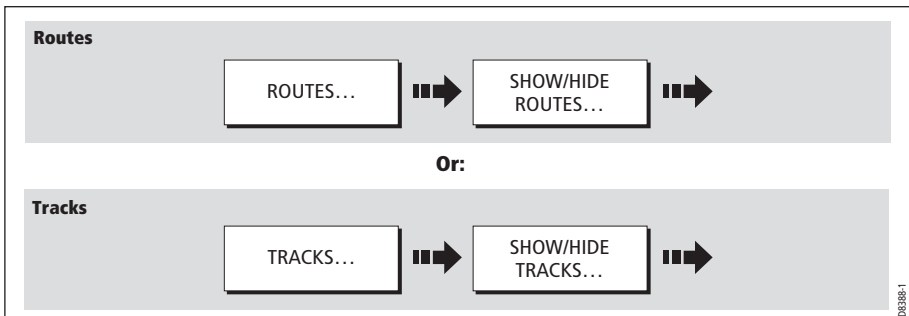 Routes
ROUTES...
SHOW/HIDE
ROUTES...
Or:
Tracks
TRACKS...
SHOW/HIDE
TRACKS...
D8388-1